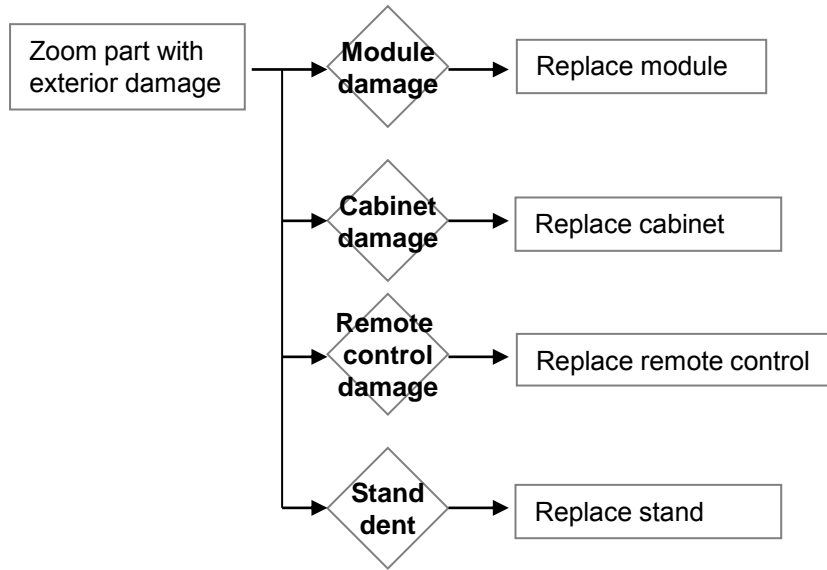 Zoom part with
exterior damage
Module
damage
Replace module
Cabinet
damage
Replace cabinet
Remote
control
damage
Replace remote control
Stand
dent
Replace stand